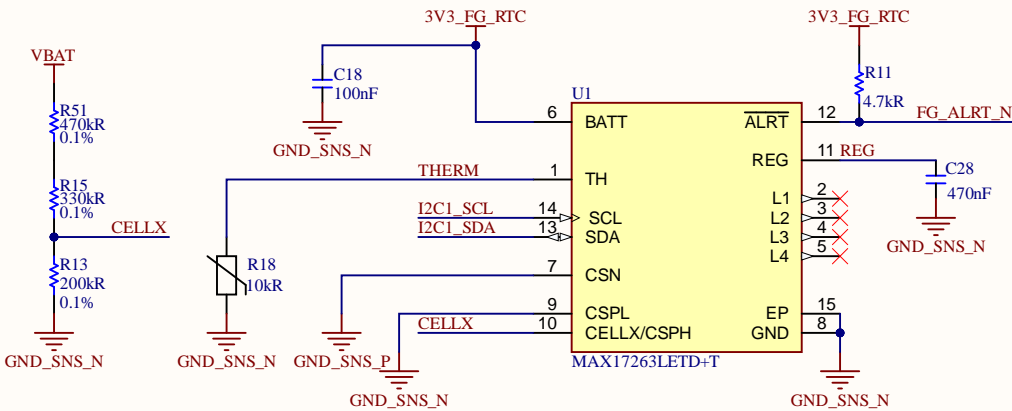 3V3_FG_RTC
3V3_FG_RTC
VBAT
C18
100nF
R11
4.7kR
R51
470kR
0.1%
U1
GND_SNS_N
6
BATT
ALRT
12
FG_ALRT_N
REG
11
REG
THERM
1
TH
C28
470nF
R15
330kR
0.1%
L1
2
I2C1_SCL
14
SCL
L2
3
CELLX
I2C1_SDA
13
SDA
L3
4
GND_SNS_N
L4
5
R13
200kR
0.1%
R18
10kR
7
CSN
9
CSPL
EP
15
CELLX
10
CELLX/CSPH
GND
8
GND_SNS_N
GND_SNS_N
GND_SNS_P
MAX17263LETD+T
GND_SNS_N
GND_SNS_N